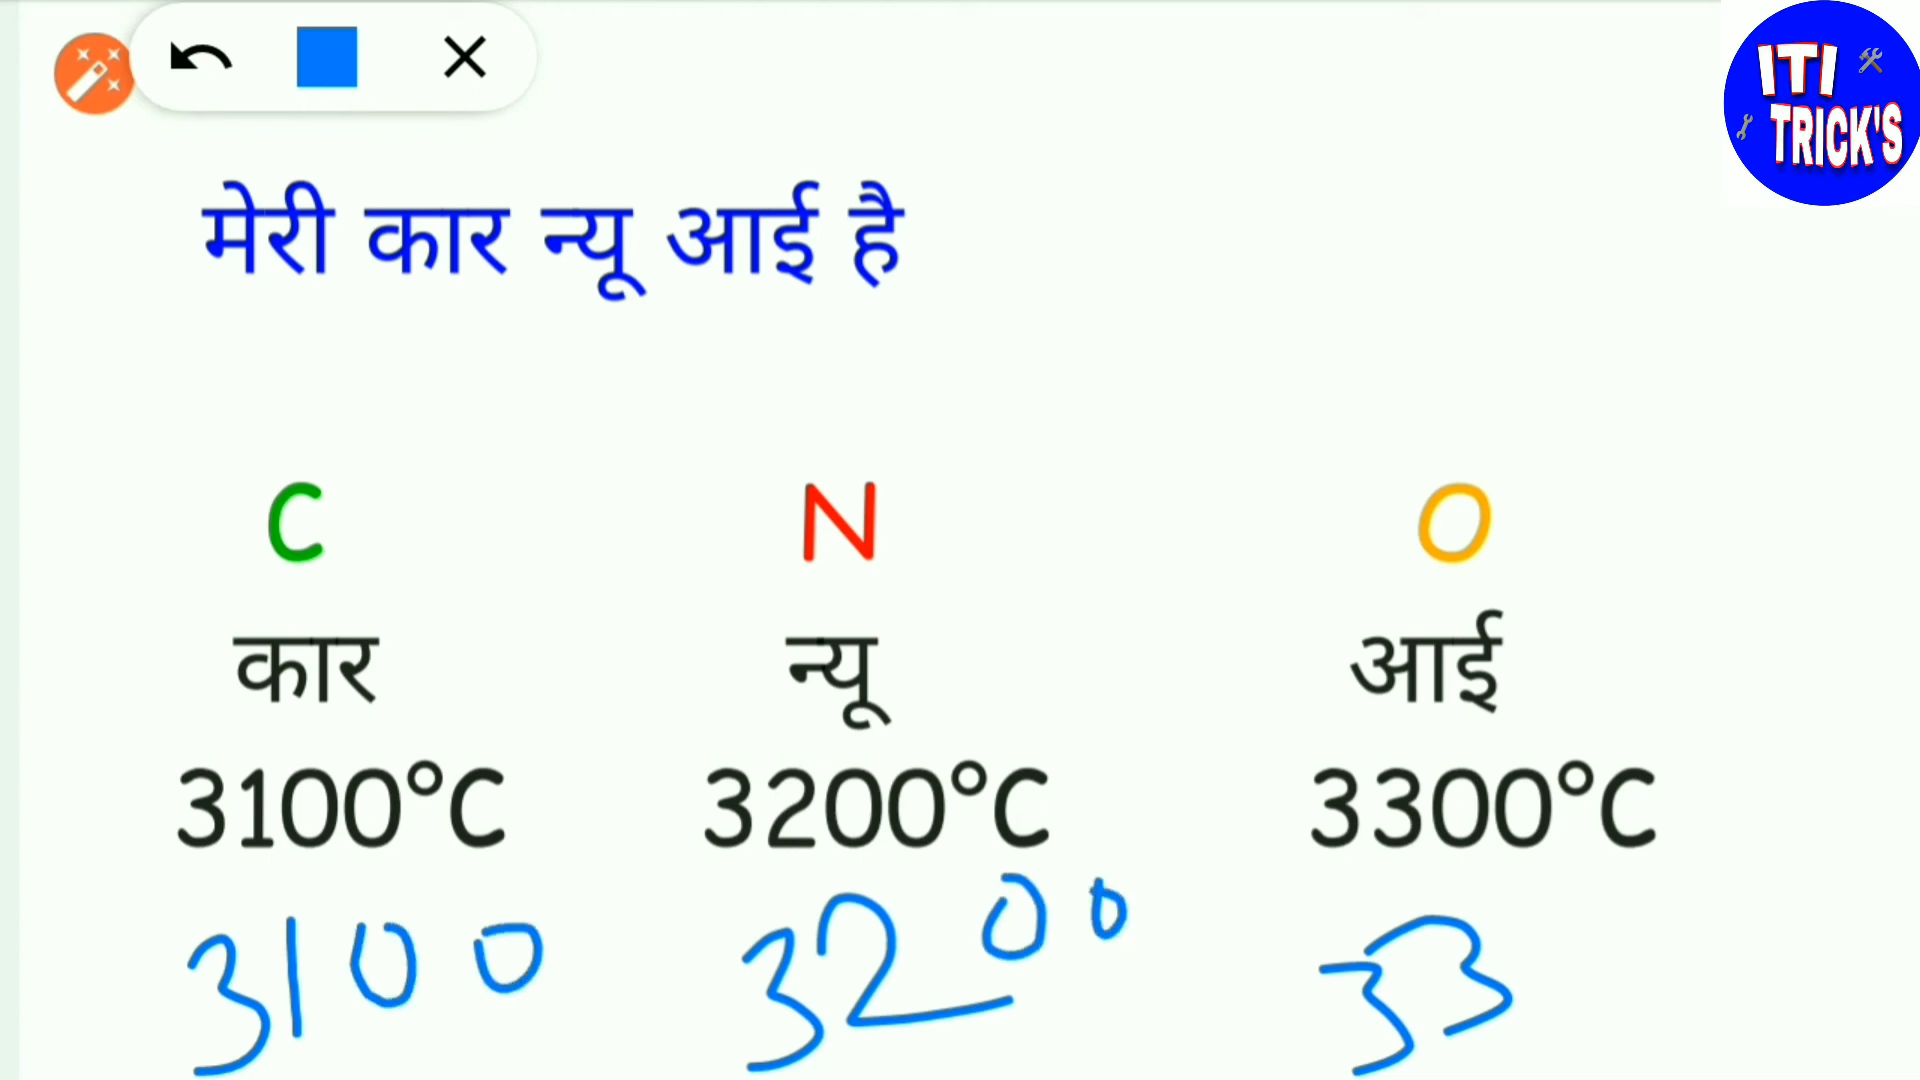 ITI
TRICK'S
मेरी कार न्यू आई है
C N O
कार न्यू आई
3100°C 3200°C 3300°C
3100 3200 33